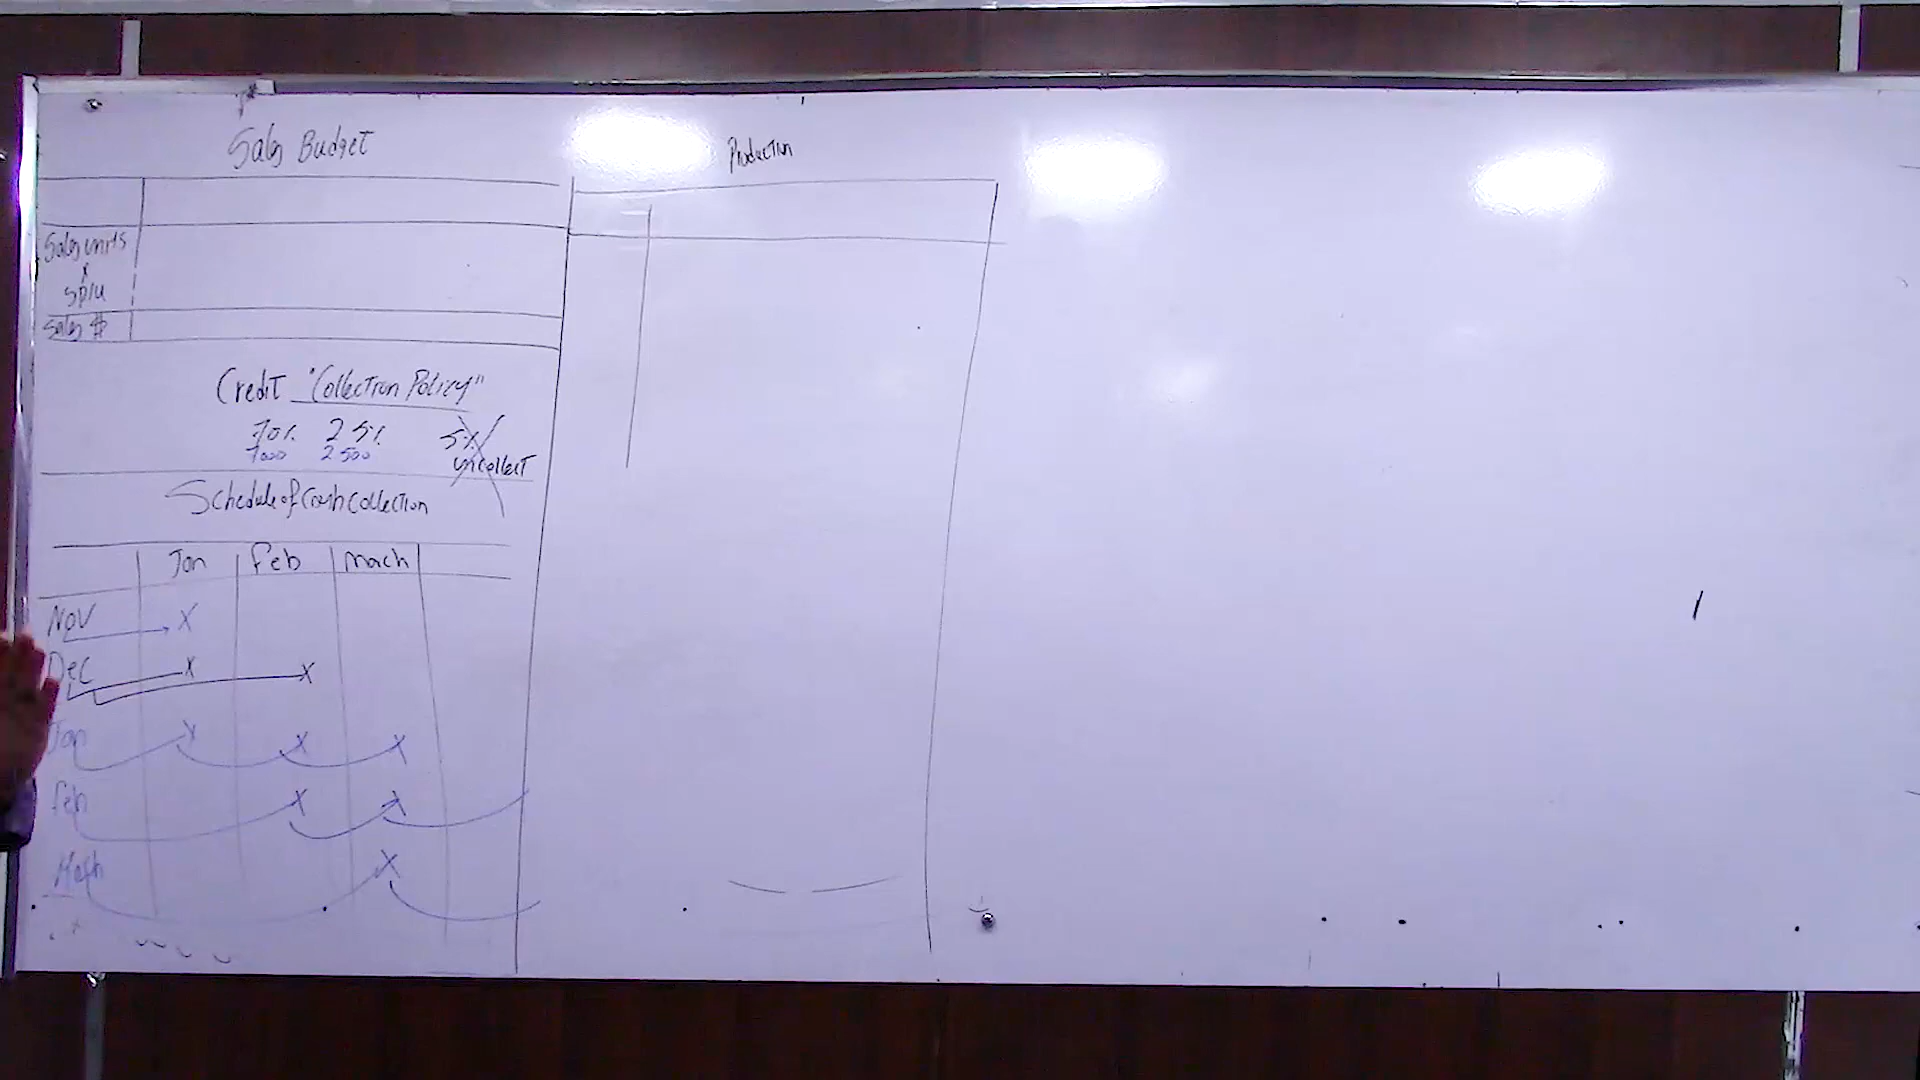 Sales Budget
Sales units
x
SP/u
Sales $
Credit "Collection Policy"
70% 25% 5%
7000 2500 uncollect
Schedule of Cash Collection
Jan Feb March
Nov X
Dec X X
Jan X X X
Feb X X
March X
Production